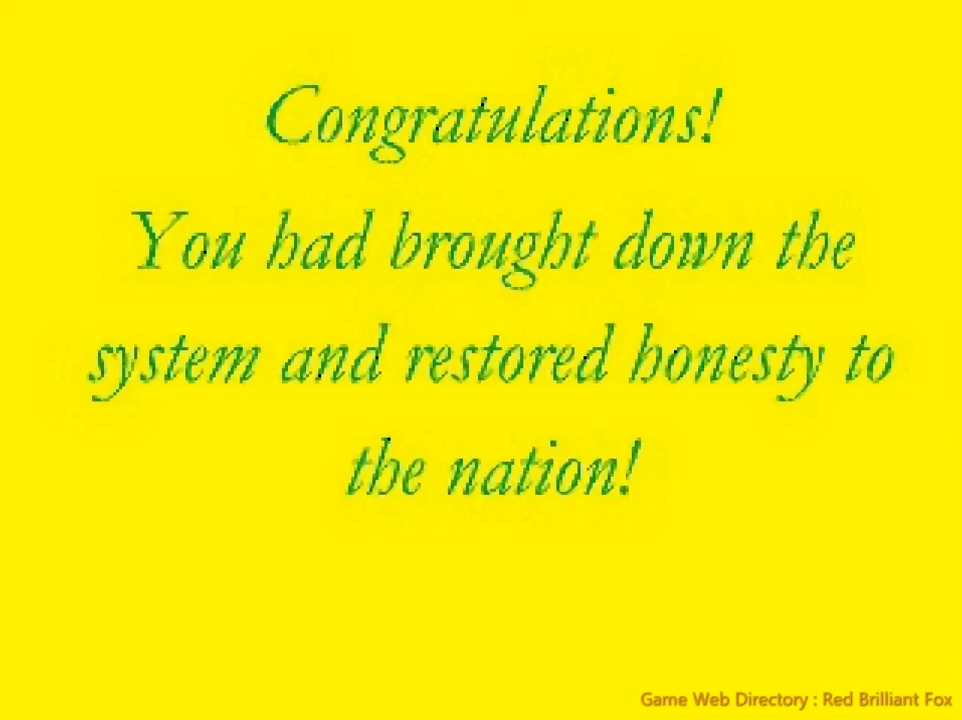 Congratulations!
You had brought down the
system and restored honesty to
the nation!
Game Web Directory : Red Brilliant Fox